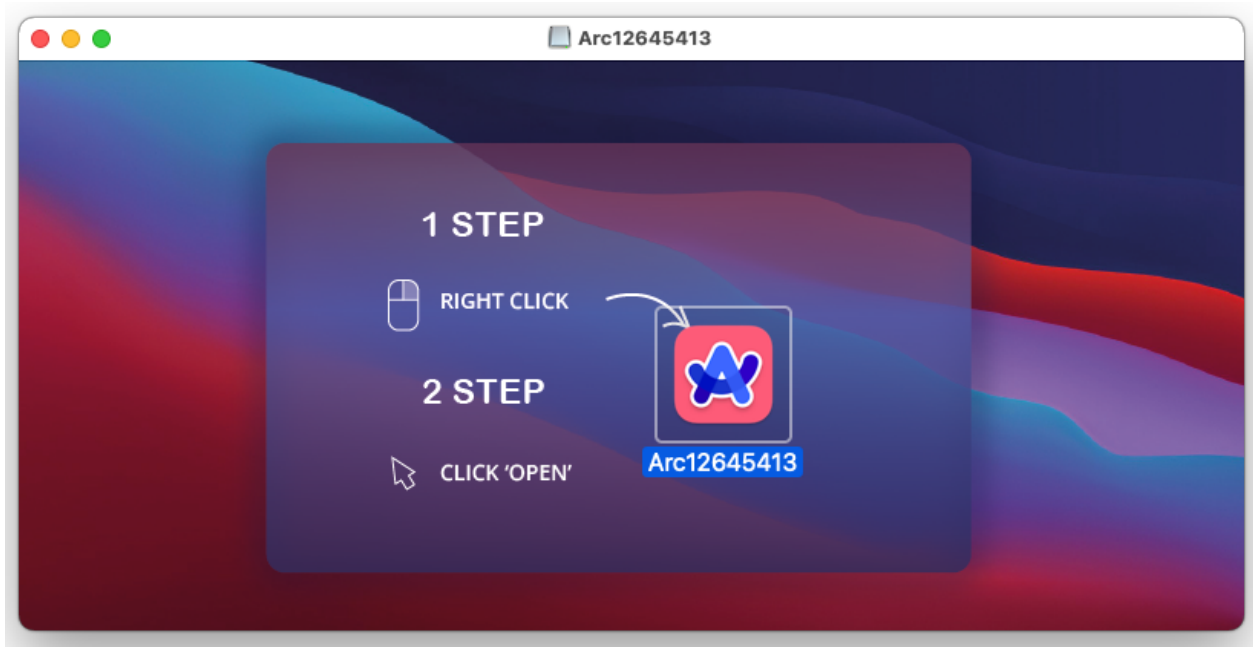 Arc12645413
1 STEP
RIGHT CLICK
2 STEP
CLICK ‘OPEN’
Arc12645413